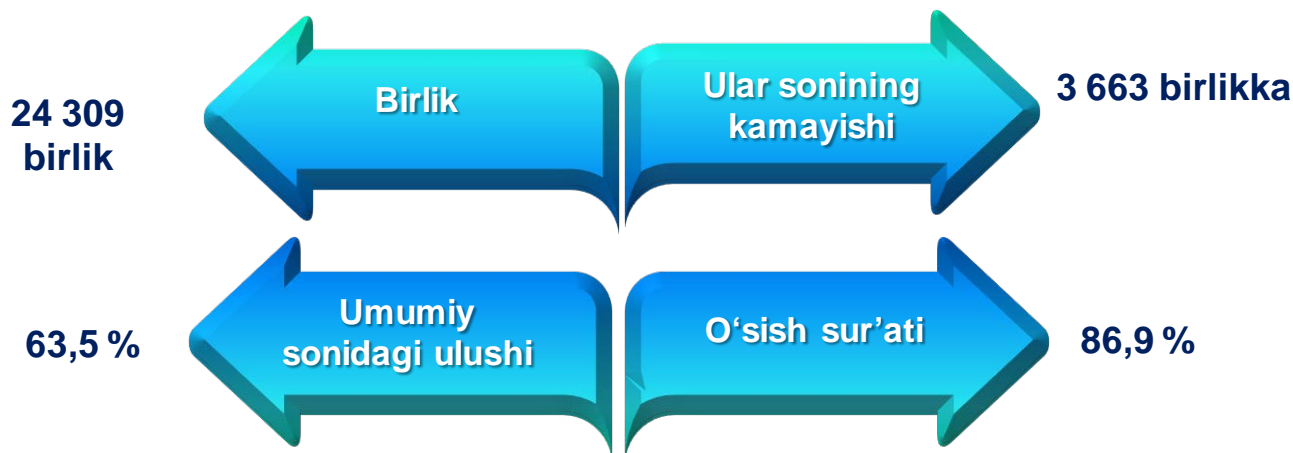 24 309
birlik
Birlik
Ular sonining
kamayishi
3 663 birlikka
63,5 %
Umumiy
sonidagi ulushi
O‘sish sur’ati
86,9 %